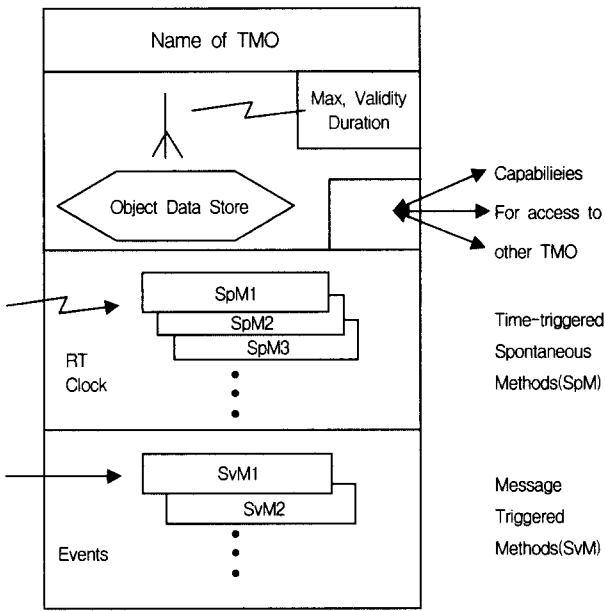 Name of TMO
Max, Validity
Duration
Object Data Store
Capabilieies
For access to
other TMO
SpM1
SpM2
SpM3
RT
Clock
Time-triggered
Spontaneous
Methods(SpM)
SvM1
SvM2
Events
Message
Triggered
Methods(SvM)